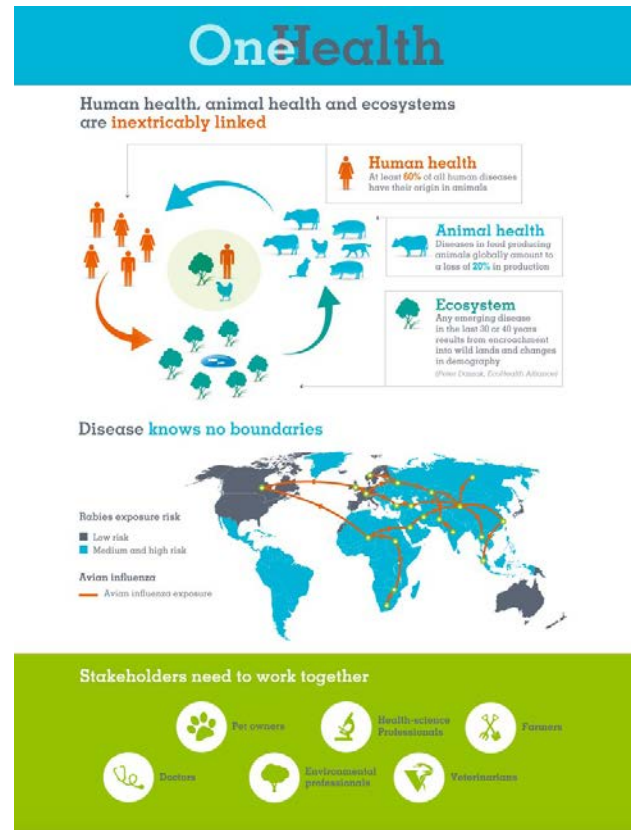 OneHealth
Human health, animal health and ecosystems
are inextricably linked
Human health
At least 60% of all human diseases
have their origin in animals
Animal health
Diseases in food producing
animals globally amount to
a loss of 20% in production
Ecosystem
Any emerging disease
in the last 30 or 40 years
results from encroachment
into wild lands and changes
in demography
(Peter Daszak, EcoHealth Alliance)
Disease knows no boundaries
Rabies exposure risk
Low risk
Medium and high risk
Avian influenza
Avian influenza exposure
Stakeholders need to work together
Pet owners
Health-science
Professionals
Farmers
Doctors
Environmental
professionals
Veterinarians